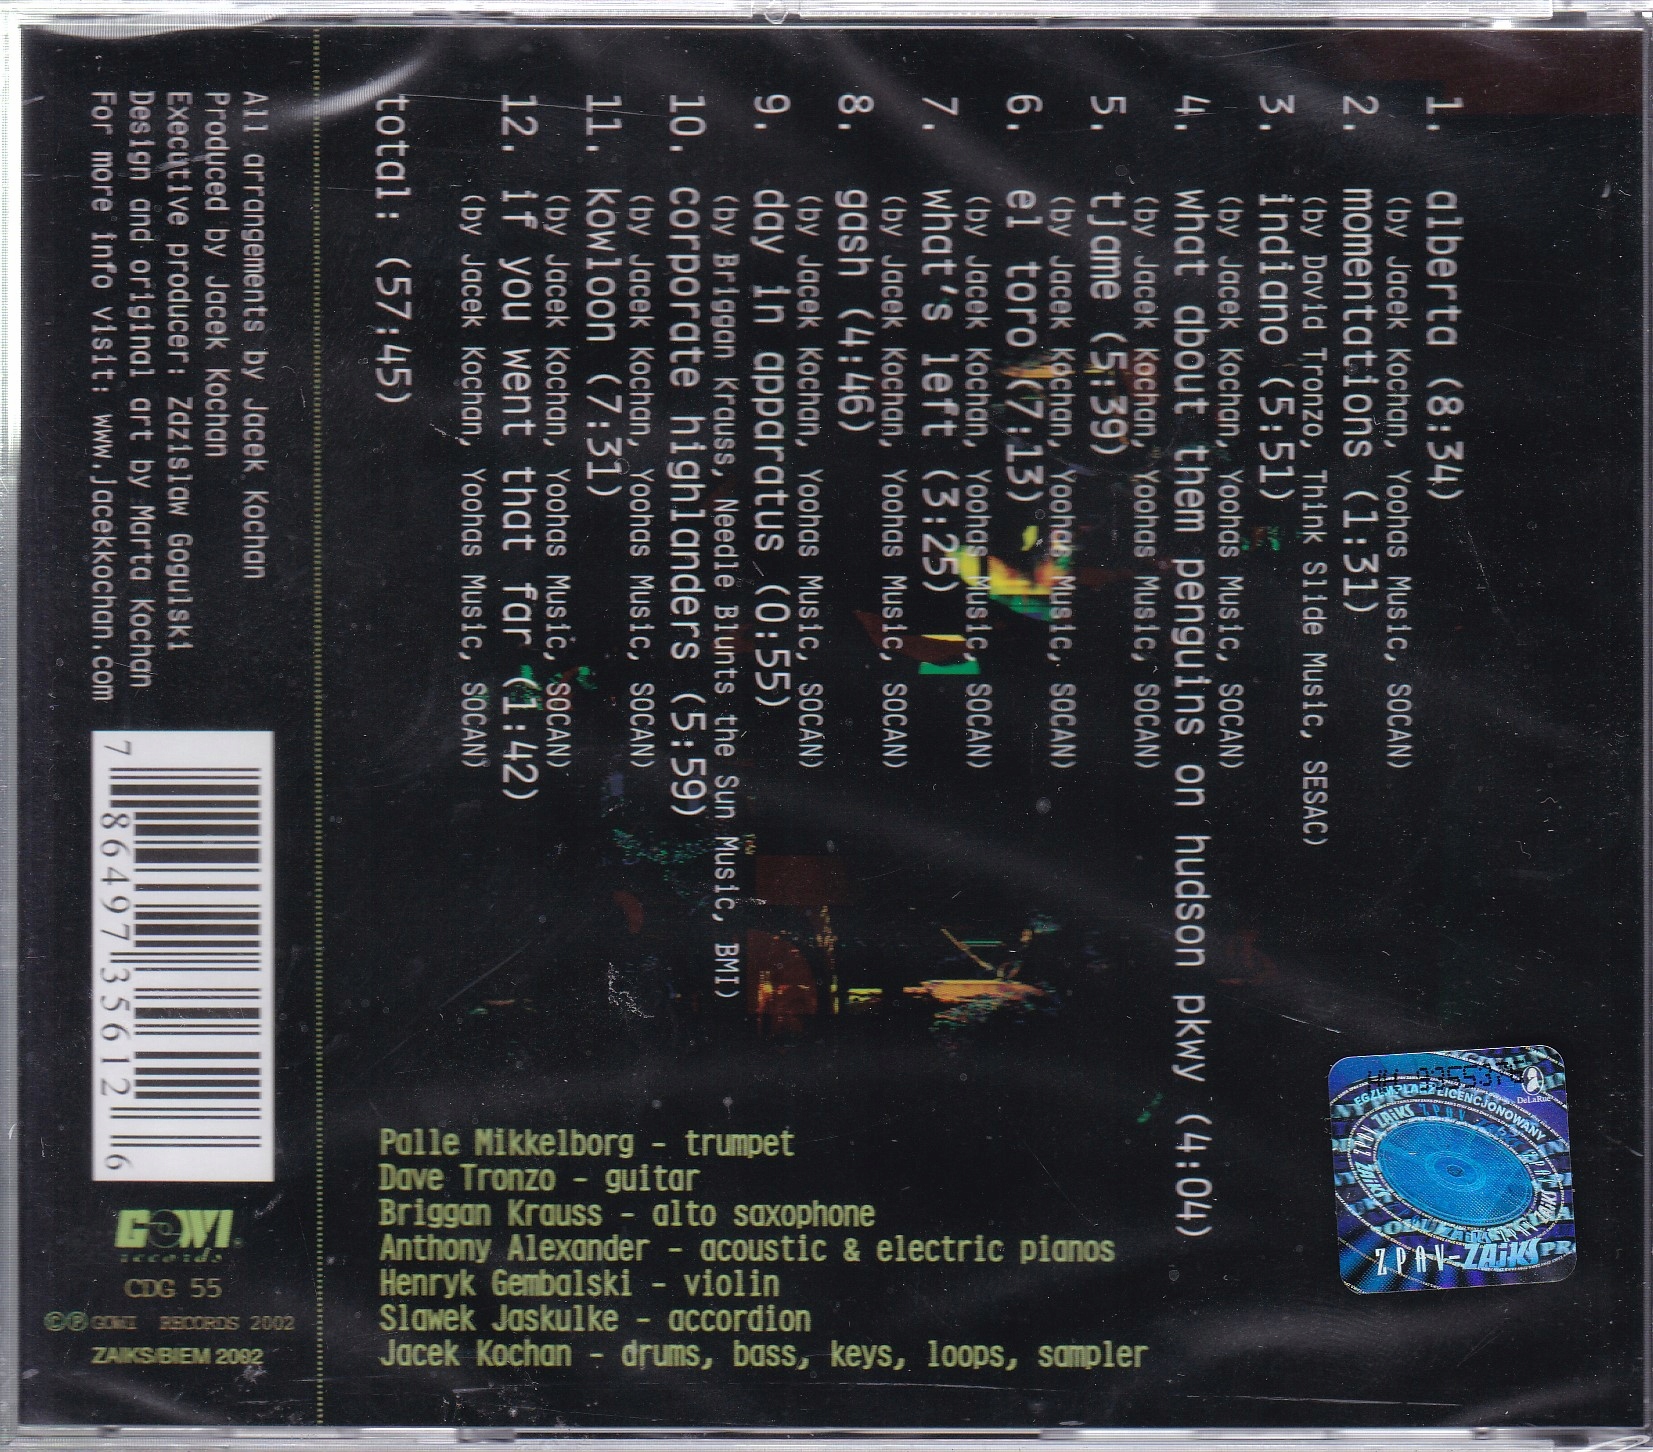 1. alberta (8:34)
(by Jacek Kochan, Yoohas Music, SOCAN)
2. momentations (1:31)
(by David Tronzo, Think Slide Music, SESAC)
3. indiano (5:51)
(by Jacek Kochan, Yoohas Music, SOCAN)
4. what about them penguins on hudson pkwy (4:04)
(by Jacek Kochan, Yoohas Music, SOCAN)
5. tjame (5:39)
(by Jacek Kochan, Yoohas Music, SOCAN)
6. el toro (7:13)
(by Jacek Kochan, Yoohas Music, SOCAN)
7. what's left (3:25)
(by Jacek Kochan, Yoohas Music, SOCAN)
8. gash (4:46)
(by Jacek Kochan, Yoohas Music, SOCAN)
9. day in apparatus (0:55)
(by Briggan Krauss, Needle Blunts the Sun Music, BMI)
10. corporate highlanders (5:59)
(by Jacek Kochan, Yoohas Music, SOCAN)
11. kowloon (7:31)
(by Jacek Kochan, Yoohas Music, SOCAN)
12. if you went that far (1:42)
(by Jacek Kochan, Yoohas Music, SOCAN)
total: (57:45)
All arrangements by Jacek Kochan
Produced by Jacek Kochan
Executive producer: Zdzislaw Gogulski
Design and original art by Marta Kochan
For more info visit: www.jacekkochan.com
7 86497 35612 6
Palle Mikkelborg - trumpet
Dave Tronzo - guitar
Briggan Krauss - alto saxophone
Anthony Alexander - acoustic & electric pianos
Henryk Gembalski - violin
Slawek Jaskulke - accordion
Jacek Kochan - drums, bass, keys, loops, sampler
GOWI
records
CDG 55
©℗ GOWI RECORDS 2002
ZAIKS/BIEM 2002
DeLaRue
EGZEMPLARZ LICENCJONOWANY
ZAiKS ZPAV
ZPAV-ZAiKS